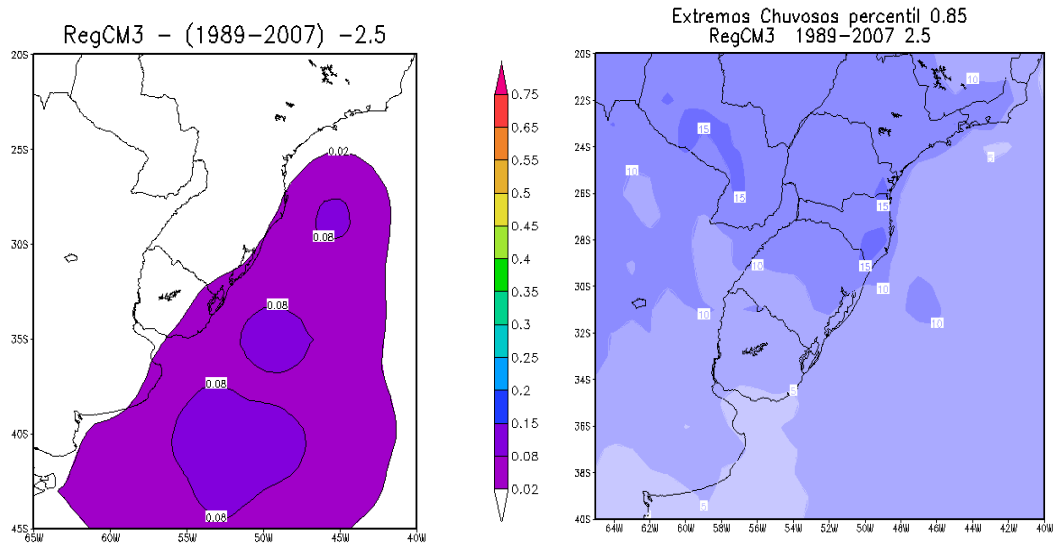 RegCM3 - (1989-2007) -2.5
20S
25S
30S
35S
40S
45S
65W
60W
55W
50W
45W
40W
0.02
0.08
0.08
0.08
0.08
0.75
0.65
0.55
0.5
0.45
0.4
0.35
0.3
0.25
0.2
0.15
0.08
0.02
Extremos Chuvosos percentil 0.85
RegCM3 1989-2007 2.5
20S
22S
24S
26S
28S
30S
32S
34S
36S
38S
40S
64W
62W
60W
58W
56W
54W
52W
50W
48W
46W
44W
42W
40W
10
15
5
10
15
15
10
15
10
10
10
5
5